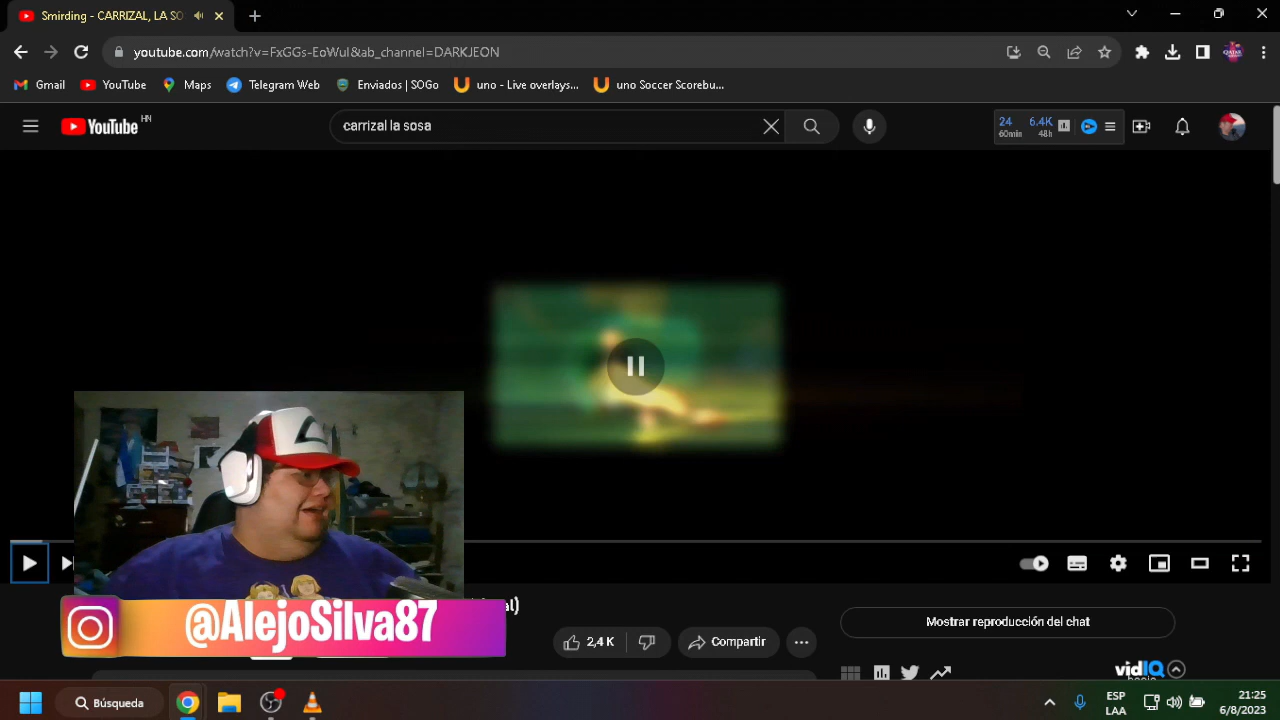 Smirding - CARRIZAL, LA SO
youtube.com/watch?v=FxGGs-EoWuI&ab_channel=DARKJEON
Gmail
YouTube
Maps
Telegram Web
Enviados | SOGo
uno - Live overlays...
uno Soccer Scorebu...
YouTube HN
carrizal la sosa
24
60min
6.4K
48h
@AlejoSilva87
2,4 K
Compartir
Mostrar reproducción del chat
vidIQ
Búsqueda
ESP
LAA
21:25
6/8/2023